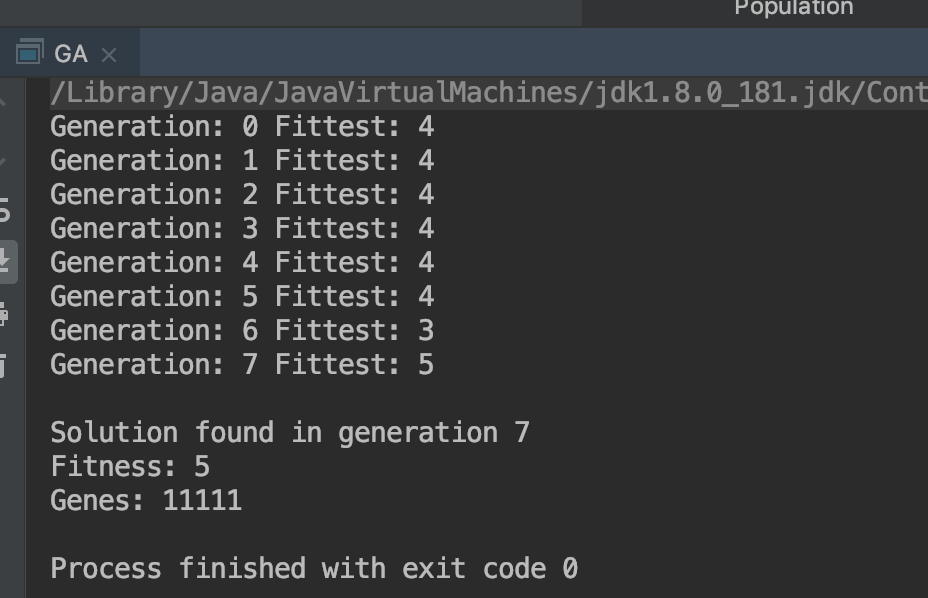 Population
GA
/Library/Java/JavaVirtualMachines/jdk1.8.0_181.jdk/Cont
Generation: 0 Fittest: 4
Generation: 1 Fittest: 4
Generation: 2 Fittest: 4
Generation: 3 Fittest: 4
Generation: 4 Fittest: 4
Generation: 5 Fittest: 4
Generation: 6 Fittest: 3
Generation: 7 Fittest: 5
Solution found in generation 7
Fitness: 5
Genes: 11111
Process finished with exit code 0